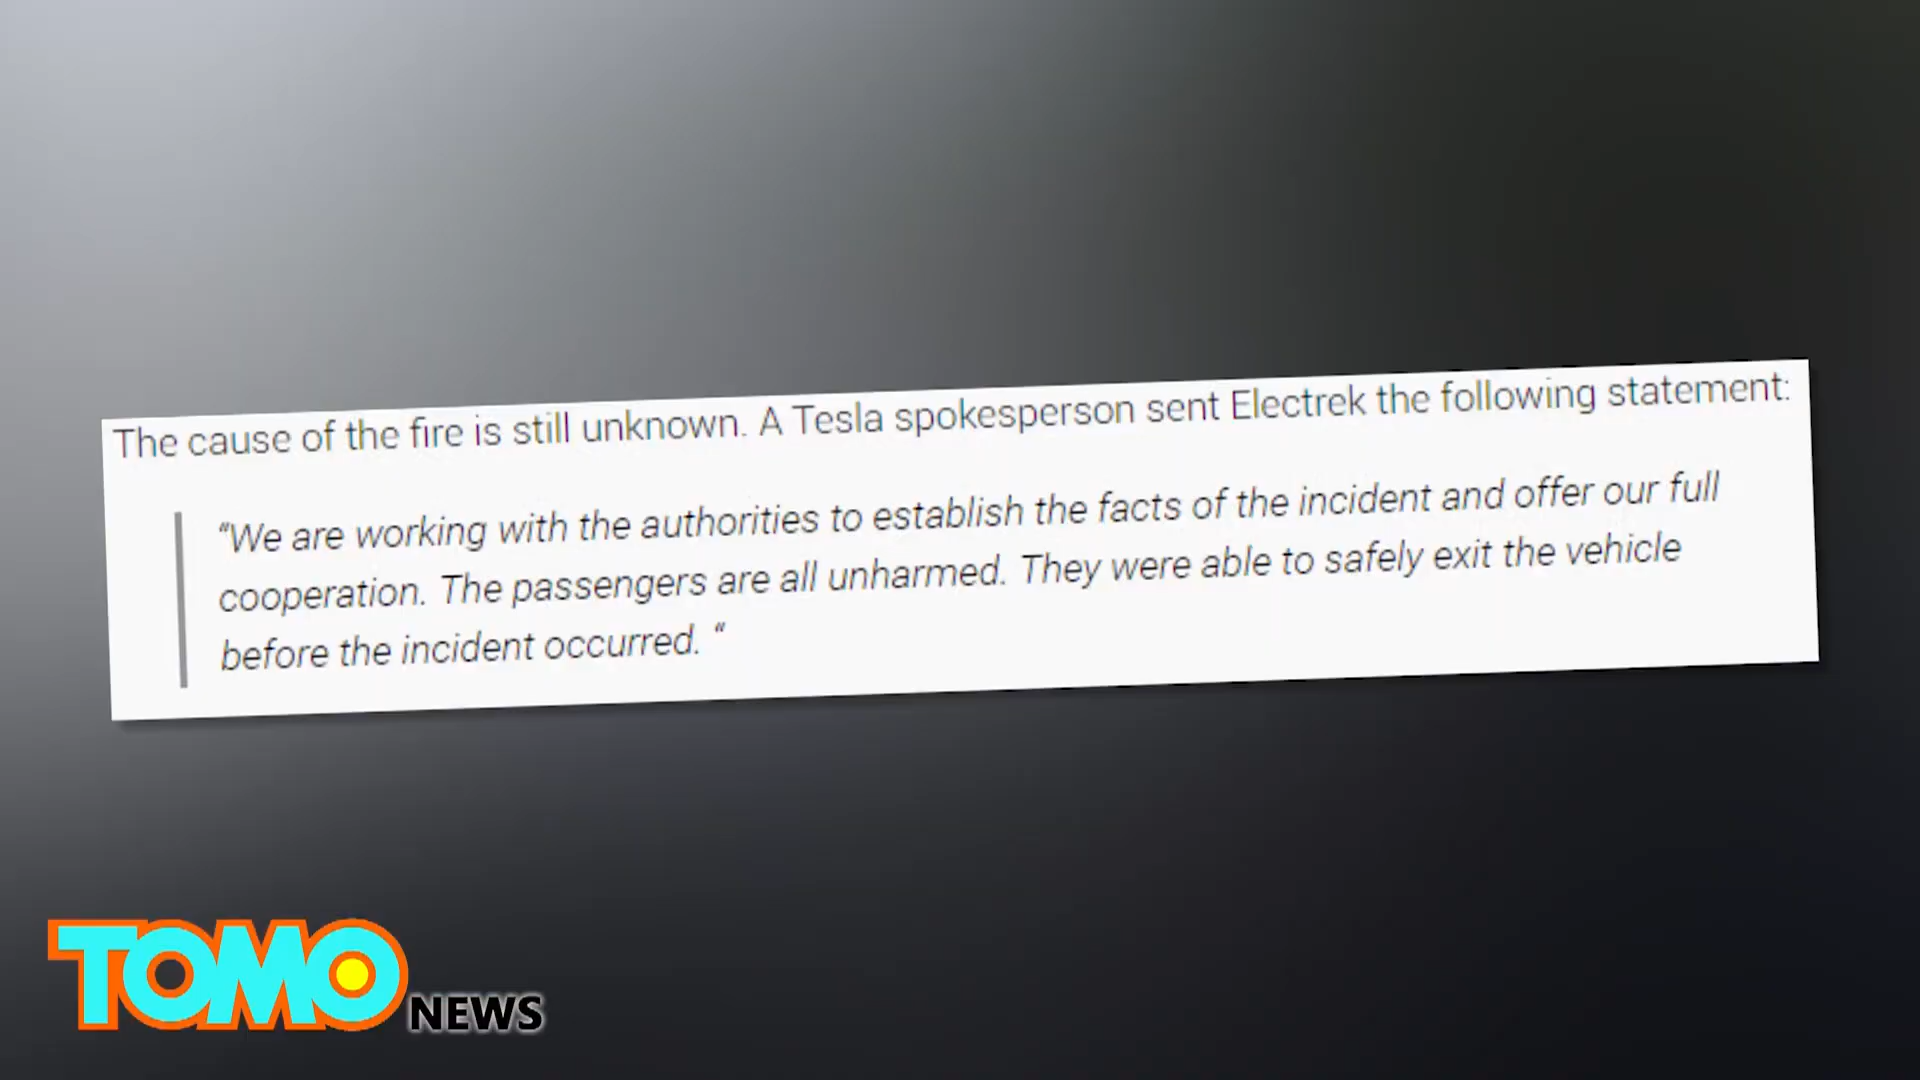 The cause of the fire is still unknown. A Tesla spokesperson sent Electrek the following statement:
“We are working with the authorities to establish the facts of the incident and offer our full
cooperation. The passengers are all unharmed. They were able to safely exit the vehicle
before the incident occurred. “
TOMO NEWS